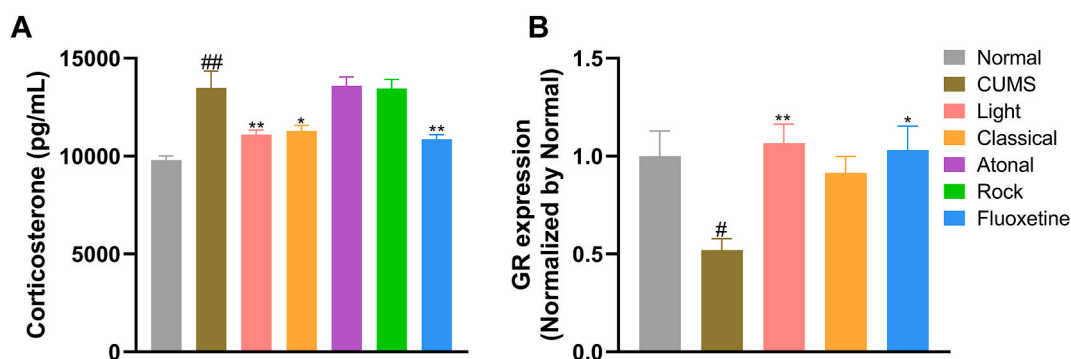 A
Corticosterone (pg/mL)
15000
10000
5000
0
##
**
*
**
B
GR expression
(Normalized by Normal)
1.5
1.0
0.5
0.0
#
**
*
Normal
CUMS
Light
Classical
Atonal
Rock
Fluoxetine